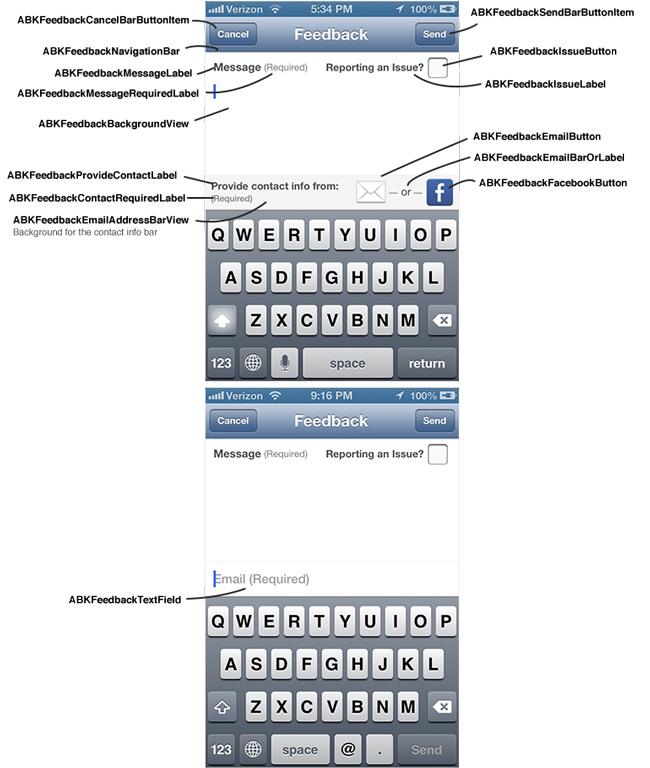 Verizon 5:34 PM 100%
ABKFeedbackCancelBarButtonItem
ABKFeedbackSendBarButtonItem
Cancel Feedback Send
ABKFeedbackNavigationBar
ABKFeedbackIssueButton
ABKFeedbackMessageLabel
Message (Required) Reporting an Issue?
ABKFeedbackIssueLabel
ABKFeedbackMessageRequiredLabel
ABKFeedbackBackgroundView
ABKFeedbackEmailButton
ABKFeedbackEmailBarOrLabel
ABKFeedbackProvideContactLabel
ABKFeedbackFacebookButton
Provide contact info from:
— or —
f
ABKFeedbackContactRequiredLabel
(Required)
ABKFeedbackEmailAddressBarView
Background for the contact info bar
Q W E R T Y U I O P
A S D F G H J K L
Z X C V B N M
123 space return
Verizon 9:16 PM 100%
Cancel Feedback Send
Message (Required) Reporting an Issue?
Email (Required)
ABKFeedbackTextField
Q W E R T Y U I O P
A S D F G H J K L
Z X C V B N M
123 space @ . Send